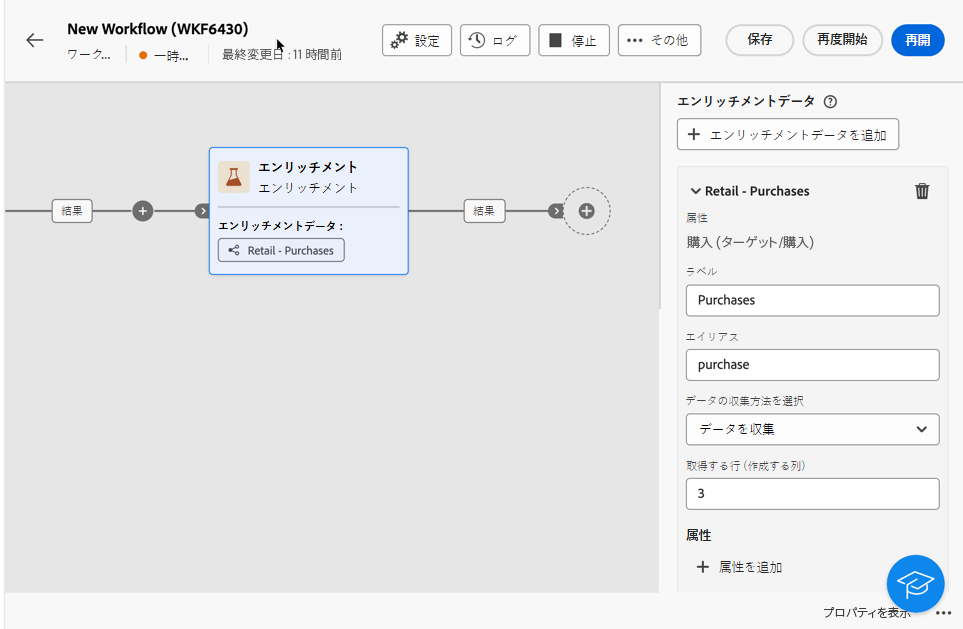 New Workflow (WKF6430)
ワーク... 一時... 最終変更日 : 11 時間前
設定 ログ 停止 その他 保存 再度開始 再開
エンリッチメントデータ
エンリッチメントデータを追加
エンリッチメント
エンリッチメント
結果
結果
エンリッチメントデータ :
Retail - Purchases
Retail - Purchases
属性
購入 (ターゲット/購入)
ラベル
Purchases
エイリアス
purchase
データの収集方法を選択
データを収集
取得する行 (作成する列)
3
属性
属性を追加
プロパティを表示